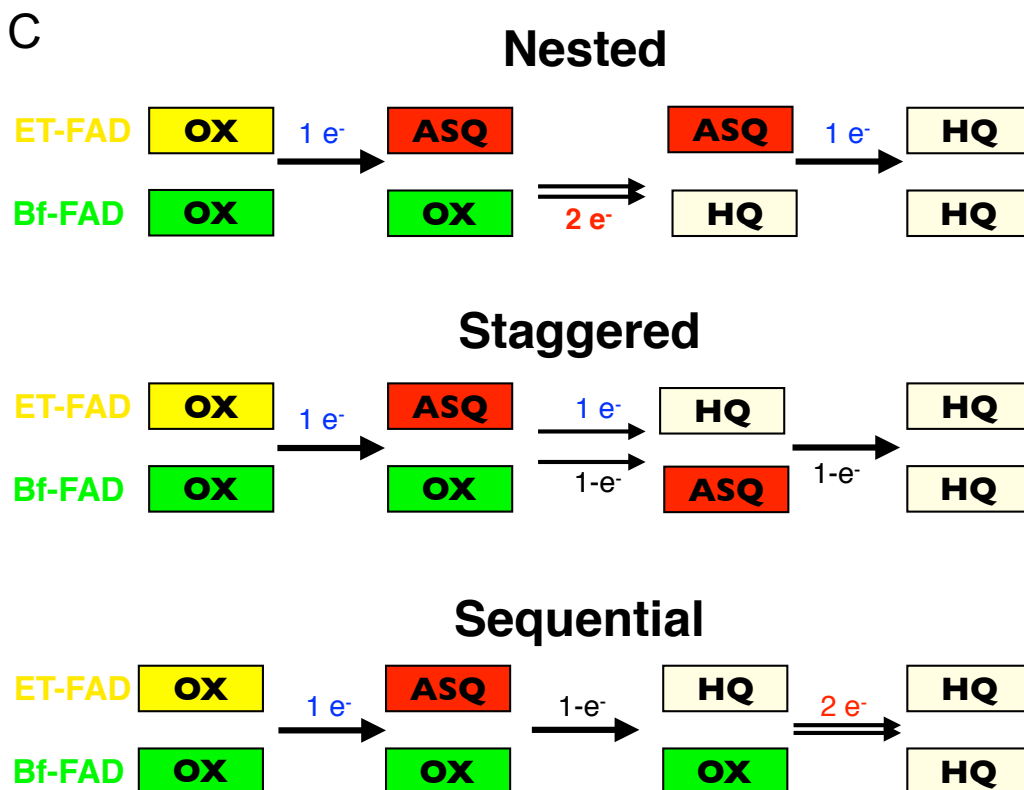 C
Nested
ET-FAD OX 1 e⁻ ASQ ASQ 1 e⁻ HQ
Bf-FAD OX OX 2 e⁻ HQ HQ
Staggered
ET-FAD OX 1 e⁻ ASQ 1 e⁻ HQ HQ
Bf-FAD OX OX 1-e⁻ ASQ 1-e⁻ HQ
Sequential
ET-FAD OX 1 e⁻ ASQ 1-e⁻ HQ 2 e⁻ HQ
Bf-FAD OX OX OX HQ